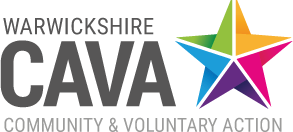 WARWICKSHIRE
CAVA
COMMUNITY & VOLUNTARY ACTION